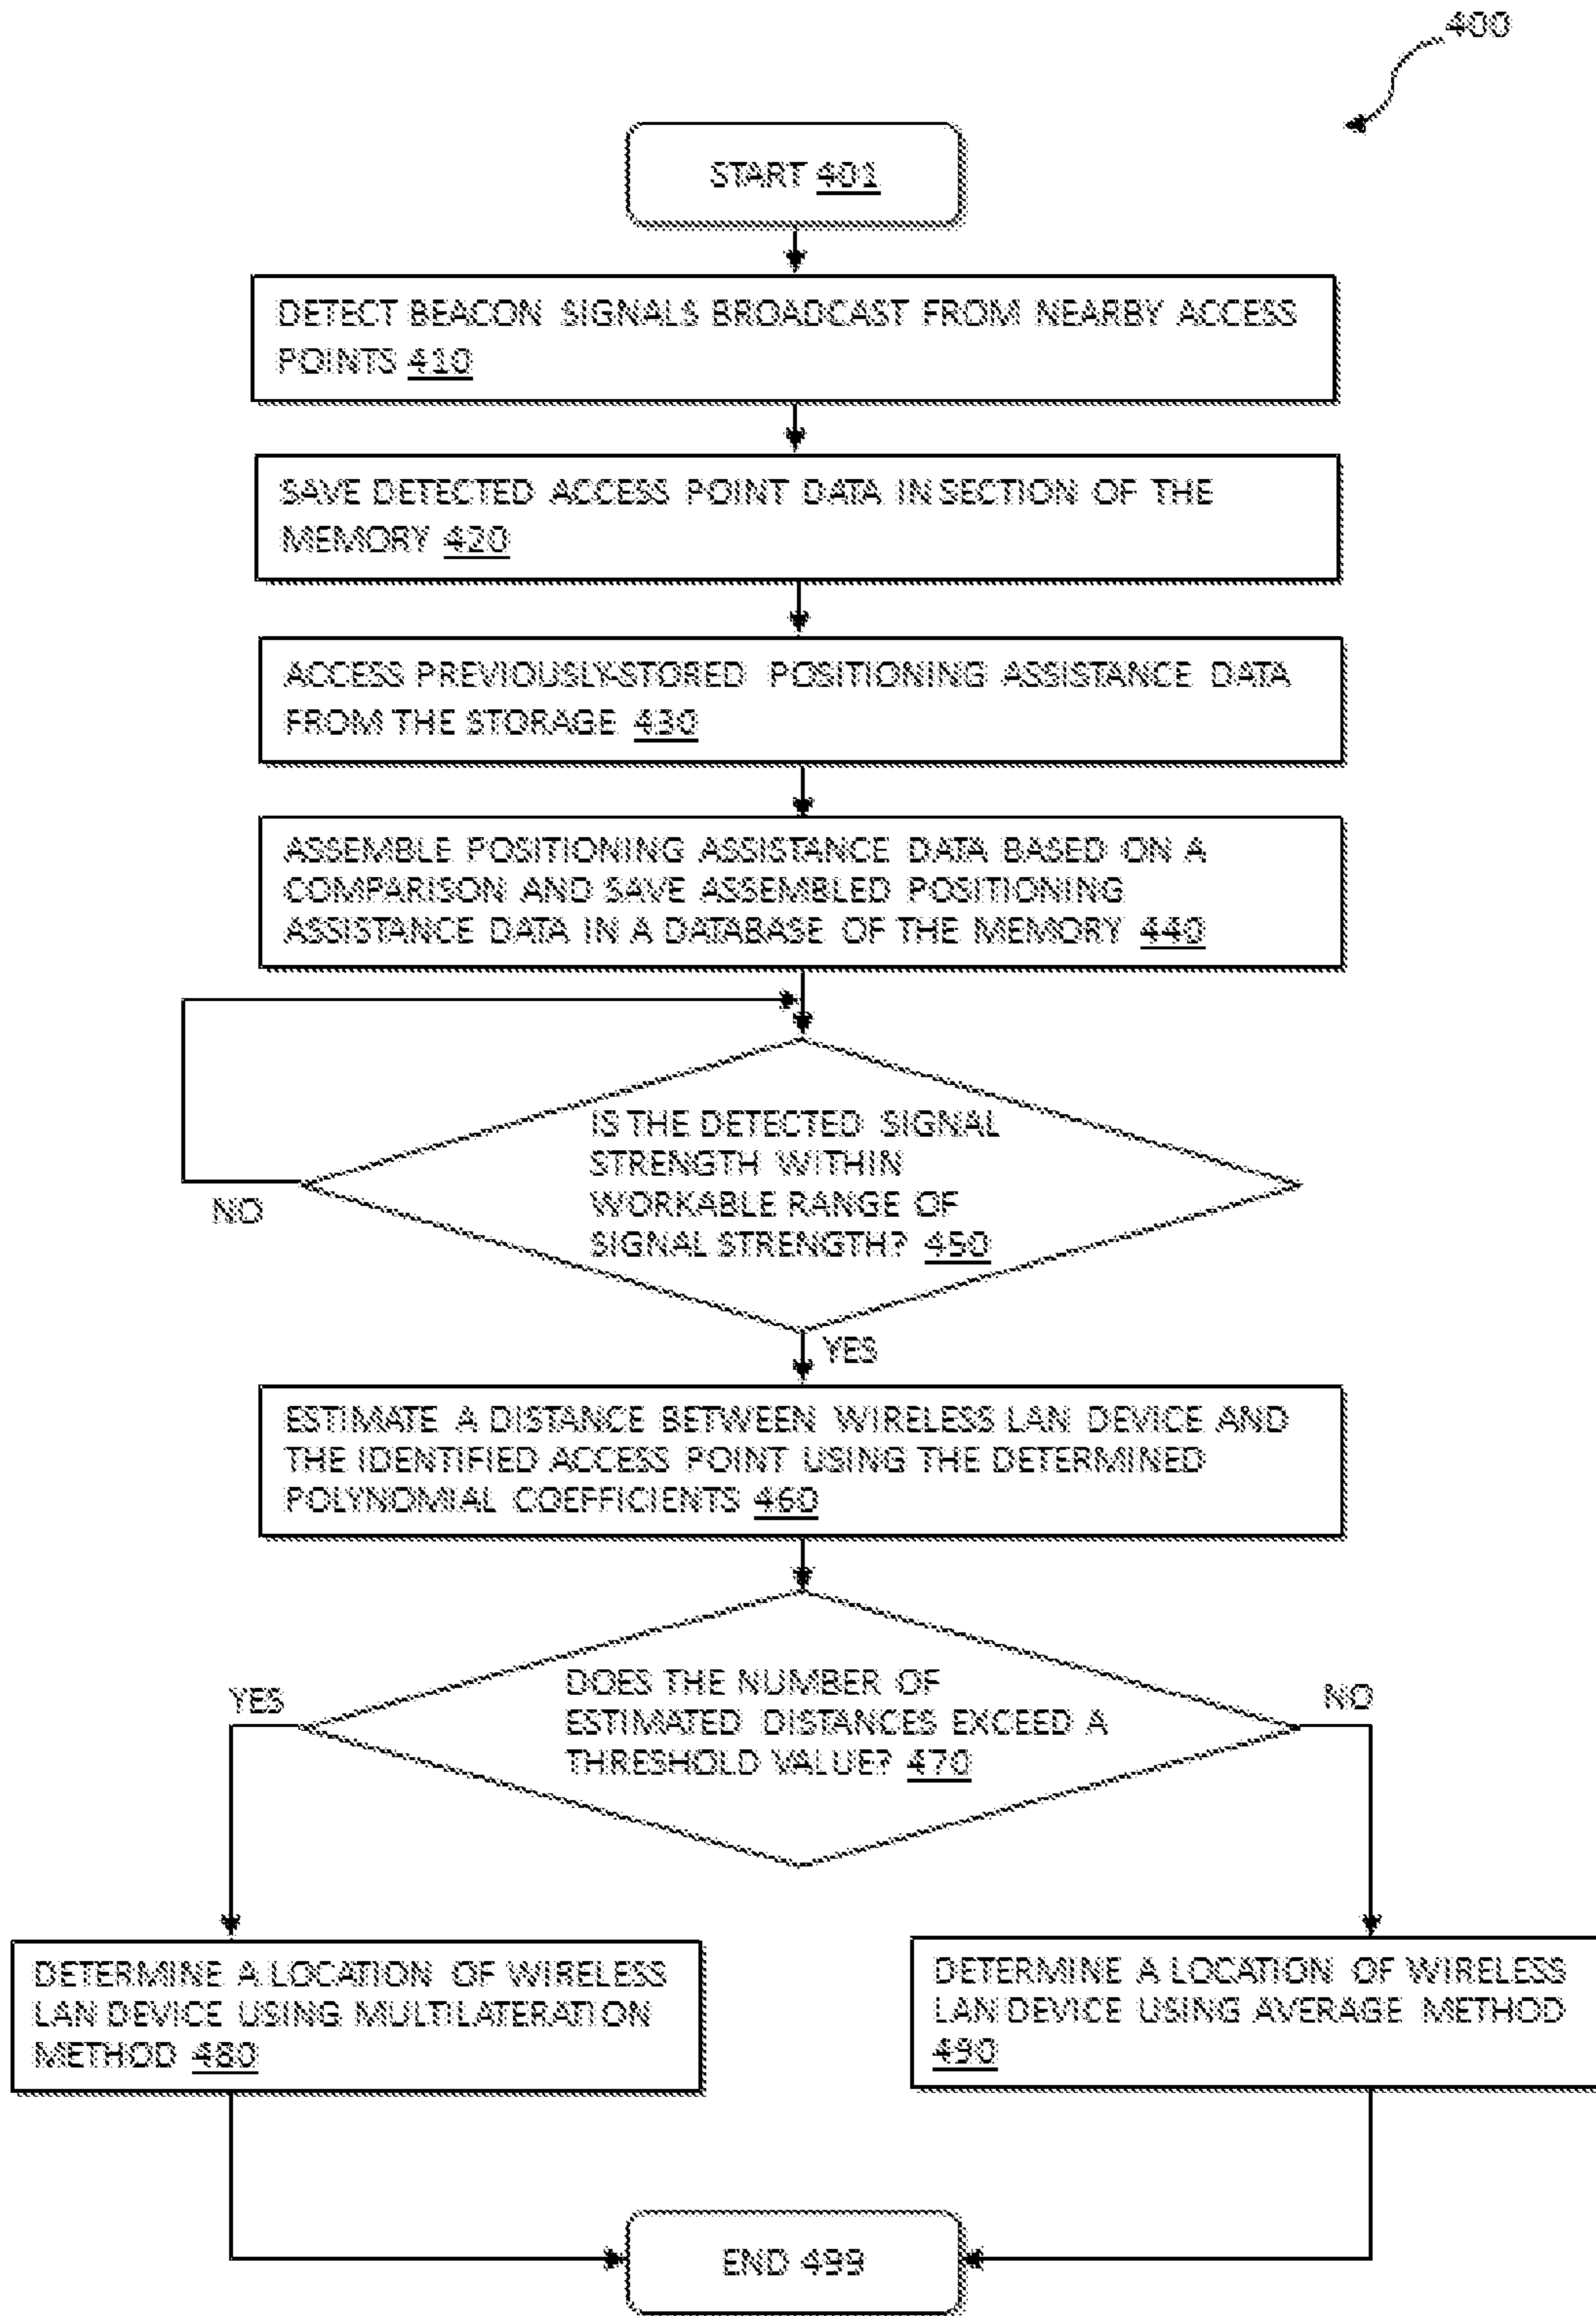 400
START 401
DETECT BEACON SIGNALS BROADCAST FROM NEARBY ACCESS
POINTS 410
SAVE DETECTED ACCESS POINT DATA IN SECTION OF THE
MEMORY 420
ACCESS PREVIOUSLY-STORED POSITIONING ASSISTANCE DATA
FROM THE STORAGE 430
ASSEMBLE POSITIONING ASSISTANCE DATA BASED ON A
COMPARISON AND SAVE ASSEMBLED POSITIONING
ASSISTANCE DATA IN A DATABASE OF THE MEMORY 440
IS THE DETECTED SIGNAL
STRENGTH WITHIN
WORKABLE RANGE OF
SIGNAL STRENGTH? 450
NO
YES
ESTIMATE A DISTANCE BETWEEN WIRELESS LAN DEVICE AND
THE IDENTIFIED ACCESS POINT USING THE DETERMINED
POLYNOMIAL COEFFICIENTS 460
DOES THE NUMBER OF
ESTIMATED DISTANCES EXCEED A
THRESHOLD VALUE? 470
YES
NO
DETERMINE A LOCATION OF WIRELESS
LAN DEVICE USING MULTILATERATION
METHOD 480
DETERMINE A LOCATION OF WIRELESS
LAN DEVICE USING AVERAGE METHOD
490
END 499